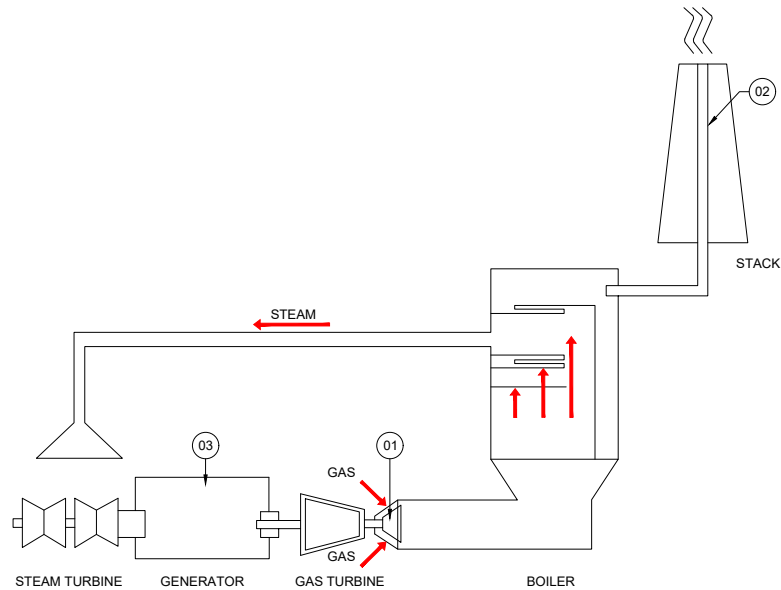 02
STACK
STEAM
03
01
GAS
GAS
STEAM TURBINE
GENERATOR
GAS TURBINE
BOILER